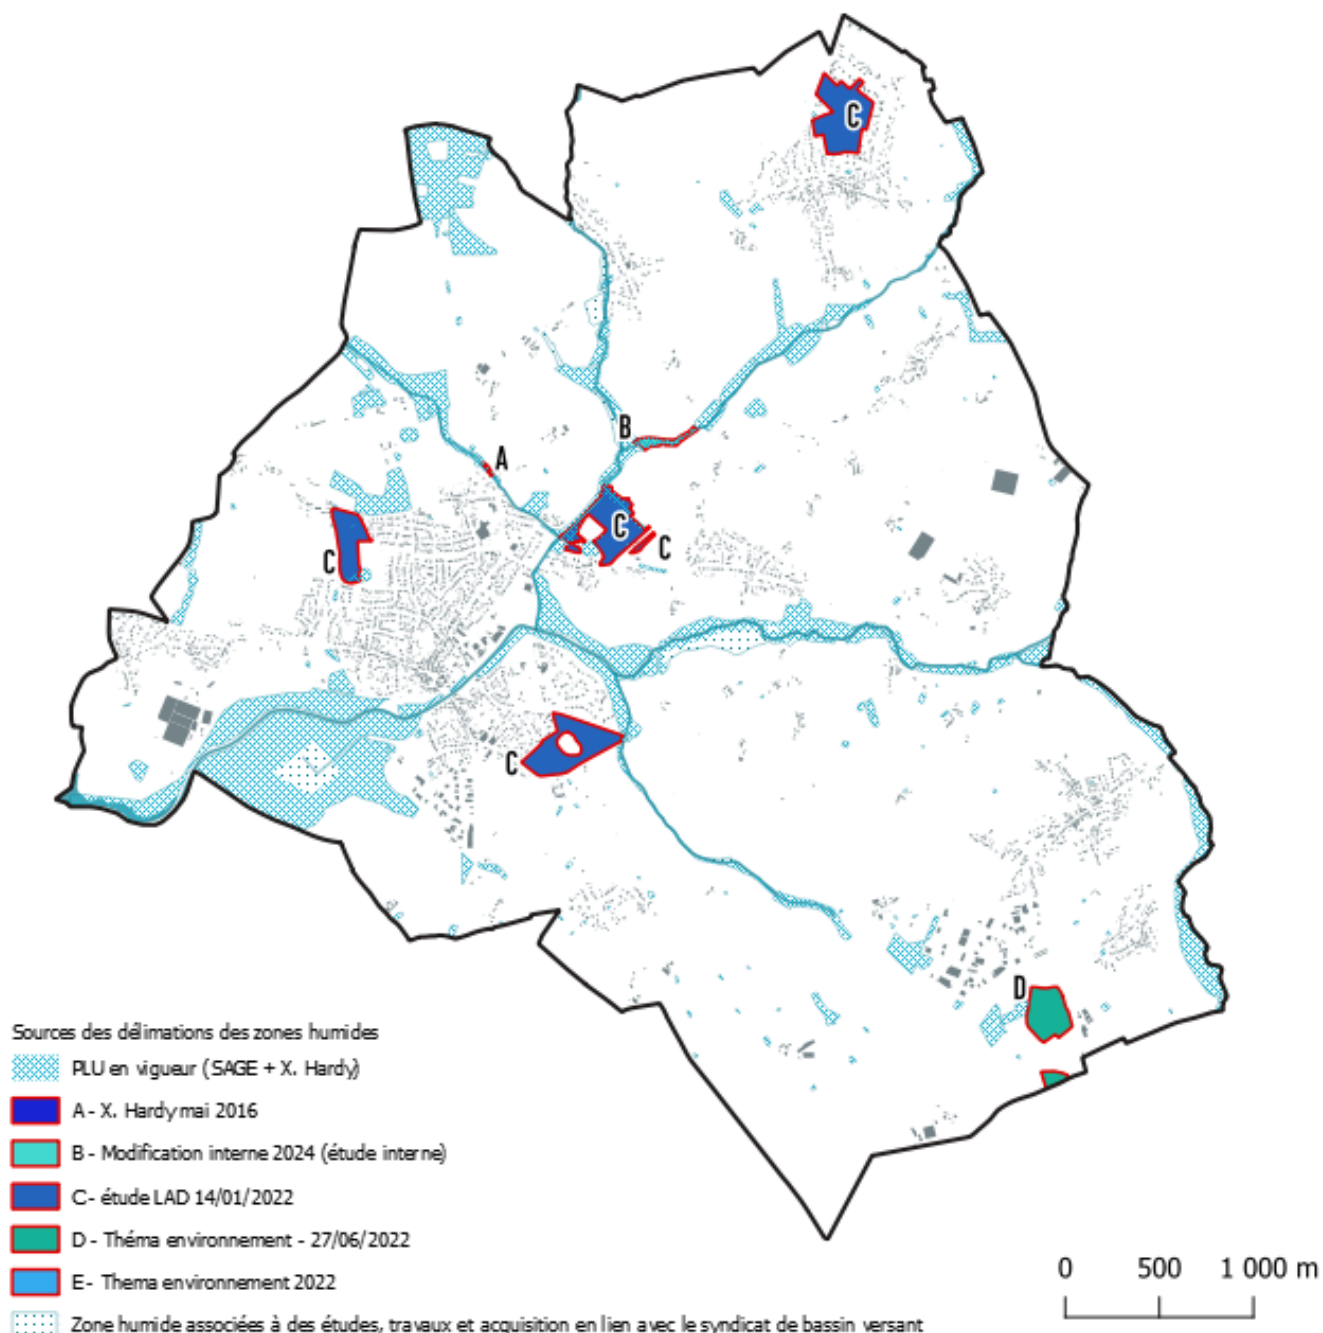 C
B
A
C
C
C
C
D
Sources des délimations des zones humides
PLU en vigueur (SAGE + X. Hardy)
A - X. Hardy mai 2016
B - Modification interne 2024 (étude interne)
C - étude LAD 14/01/2022
D - Théma environnement - 27/06/2022
E - Thema environnement 2022
Zone humide associées à des études, travaux et acquisition en lien avec le syndicat de bassin versant
0 500 1 000 m